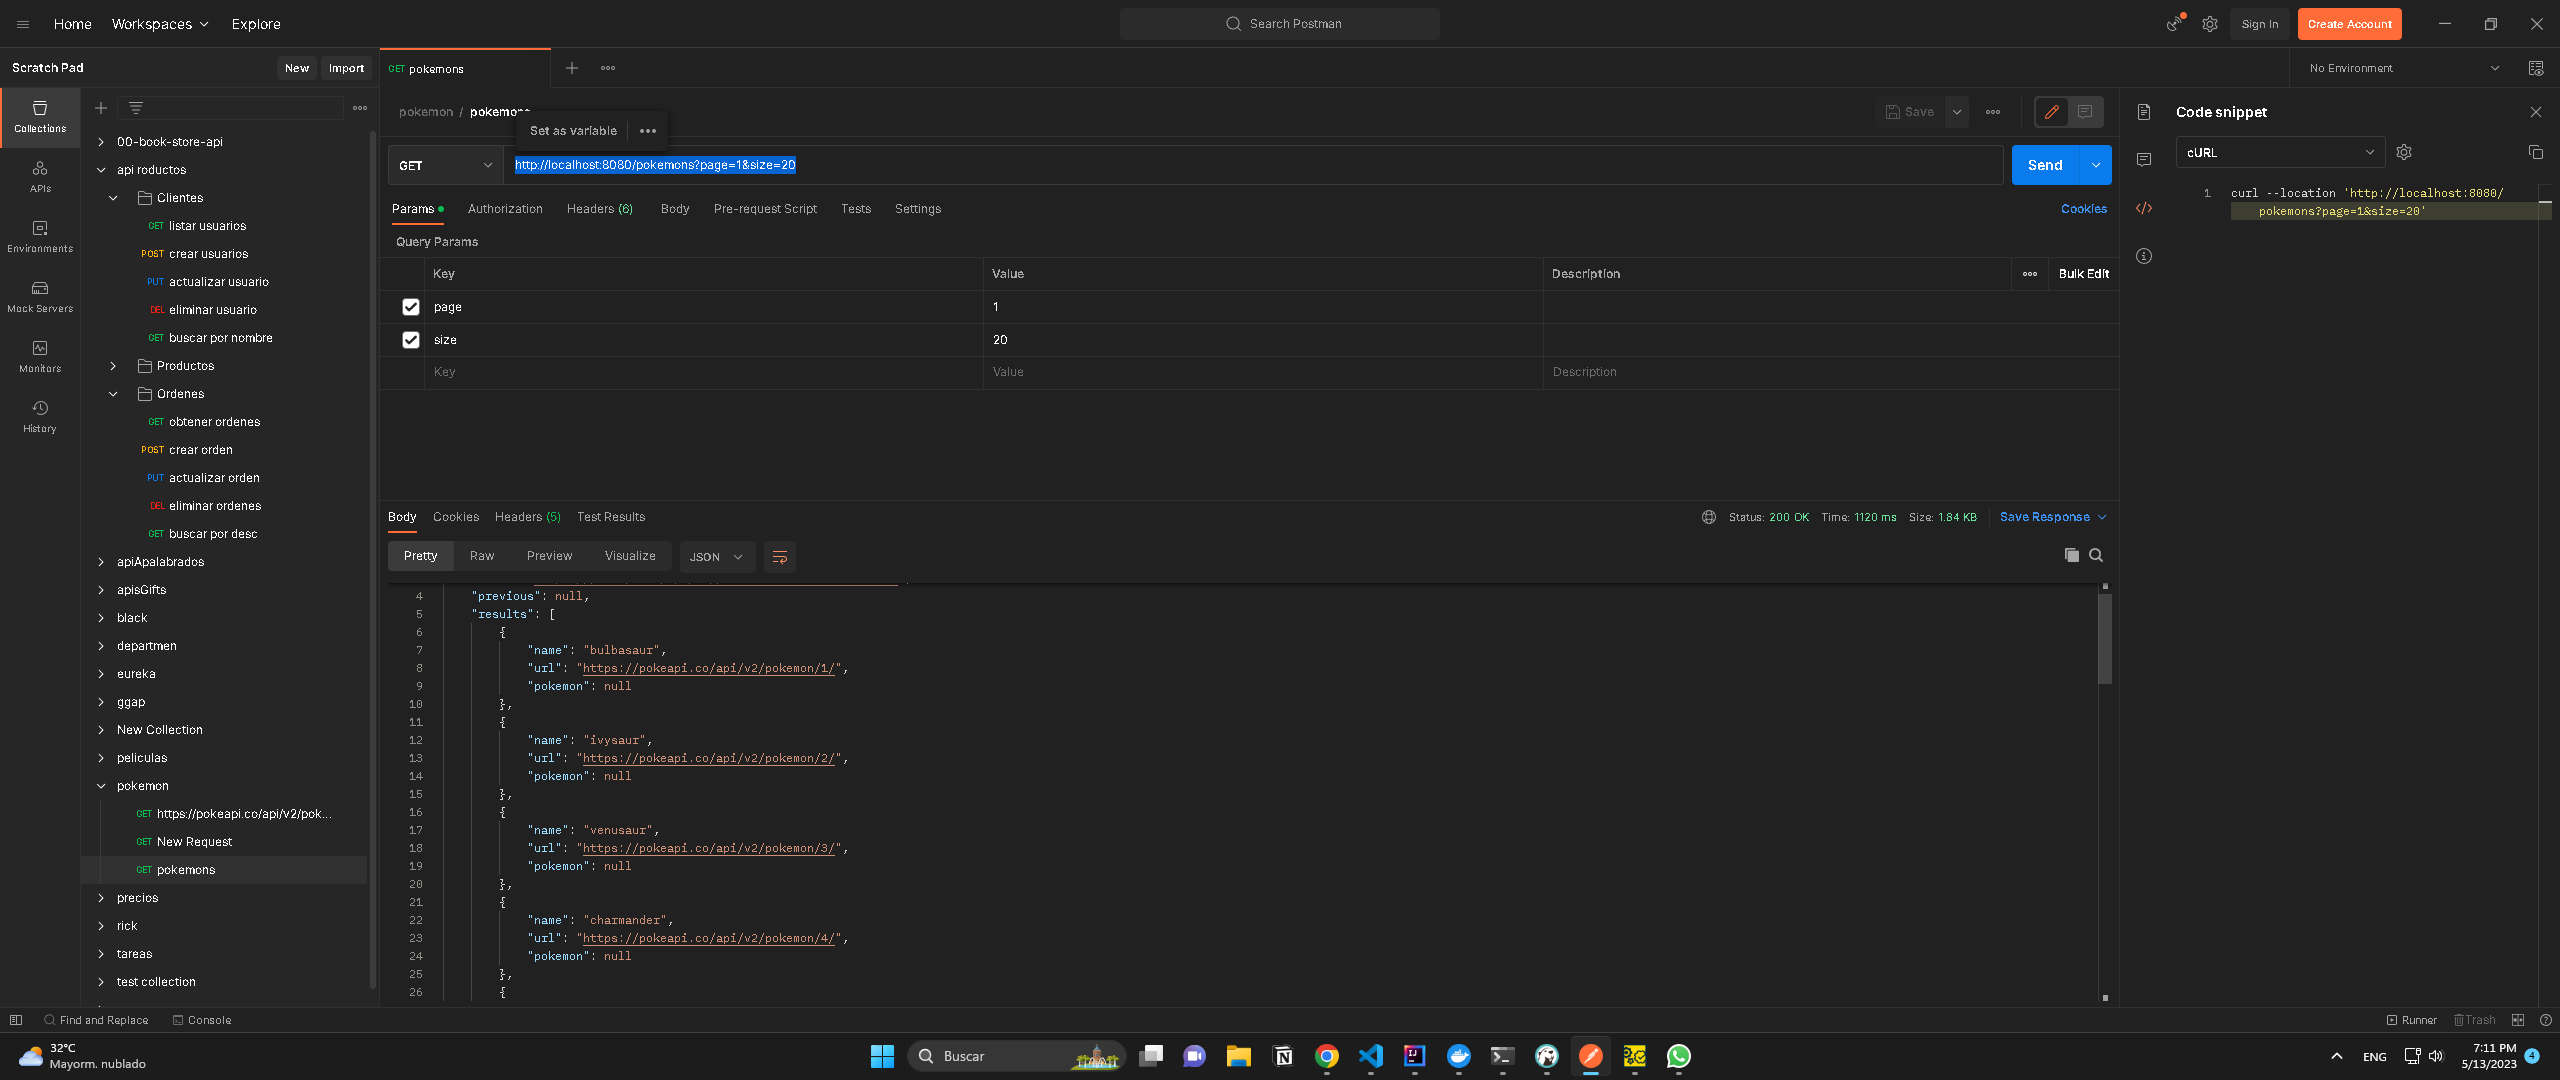 Home
Workspaces
Explore
Search Postman
Sign In
Create Account
Scratch Pad
New
Import
GET pokemons
No Environment
Collections
APIs
Environments
Mock Servers
Monitors
History
00-book-store-api
api roductos
Clientes
GET listar usuarios
POST crear usuarios
PUT actualizar usuario
DEL eliminar usuario
GET buscar por nombre
Productos
Ordenes
GET obtener ordenes
POST crear orden
PUT actualizar orden
DEL eliminar ordenes
GET buscar por desc
apiApalabrados
apisGifts
black
departmen
eureka
ggap
New Collection
peliculas
pokemon
GET https://pokeapi.co/api/v2/pok...
GET New Request
GET pokemons
precios
rick
tareas
test collection
pokemon / pokemons
Set as variable
Save
GET
http://localhost:8080/pokemons?page=1&size=20
Send
Params
Authorization
Headers (6)
Body
Pre-request Script
Tests
Settings
Cookies
Query Params
Key Value Description Bulk Edit
page 1
size 20
Key Value Description
Body
Cookies
Headers (5)
Test Results
Status: 200 OK Time: 1120 ms Size: 1.84 KB
Save Response
Pretty
Raw
Preview
Visualize
JSON
4 "previous": null,
5 "results": [
6 {
7 "name": "bulbasaur",
8 "url": "https://pokeapi.co/api/v2/pokemon/1/",
9 "pokemon": null
10 },
11 {
12 "name": "ivysaur",
13 "url": "https://pokeapi.co/api/v2/pokemon/2/",
14 "pokemon": null
15 },
16 {
17 "name": "venusaur",
18 "url": "https://pokeapi.co/api/v2/pokemon/3/",
19 "pokemon": null
20 },
21 {
22 "name": "charmander",
23 "url": "https://pokeapi.co/api/v2/pokemon/4/",
24 "pokemon": null
25 },
26 {
Code snippet
cURL
1 curl --location 'http://localhost:8080/
pokemons?page=1&size=20'
Find and Replace
Console
Runner
Trash
32°C
Mayorm. nublado
Buscar
ENG
7:11 PM
5/13/2023
4